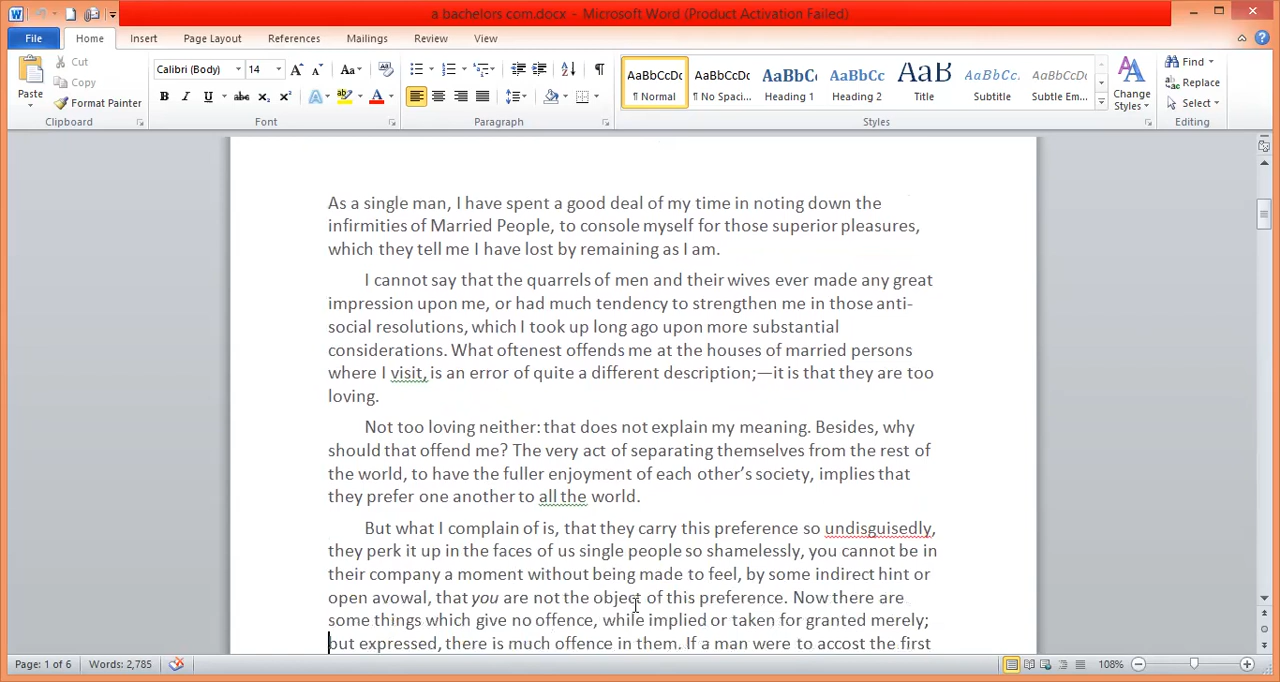 a bachelors com.docx - Microsoft Word (Product Activation Failed)
File Home Insert Page Layout References Mailings Review View
Paste
Cut
Copy
Format Painter
Clipboard
Calibri (Body) 14
Font
Paragraph
AaBbCcDc AaBbCcDc AaBbCc AaBbCc AaB AaBbCc. AaBbCcDc
¶ Normal ¶ No Spaci... Heading 1 Heading 2 Title Subtitle Subtle Em...
Change Styles
Styles
Find
Replace
Select
Editing
As a single man, I have spent a good deal of my time in noting down the
infirmities of Married People, to console myself for those superior pleasures,
which they tell me I have lost by remaining as I am.
I cannot say that the quarrels of men and their wives ever made any great
impression upon me, or had much tendency to strengthen me in those anti-
social resolutions, which I took up long ago upon more substantial
considerations. What oftenest offends me at the houses of married persons
where I visit, is an error of quite a different description;—it is that they are too
loving.
Not too loving neither: that does not explain my meaning. Besides, why
should that offend me? The very act of separating themselves from the rest of
the world, to have the fuller enjoyment of each other’s society, implies that
they prefer one another to all the world.
But what I complain of is, that they carry this preference so undisguisedly,
they perk it up in the faces of us single people so shamelessly, you cannot be in
their company a moment without being made to feel, by some indirect hint or
open avowal, that you are not the object of this preference. Now there are
some things which give no offence, while implied or taken for granted merely;
but expressed, there is much offence in them. If a man were to accost the first
Page: 1 of 6 Words: 2,785 108%